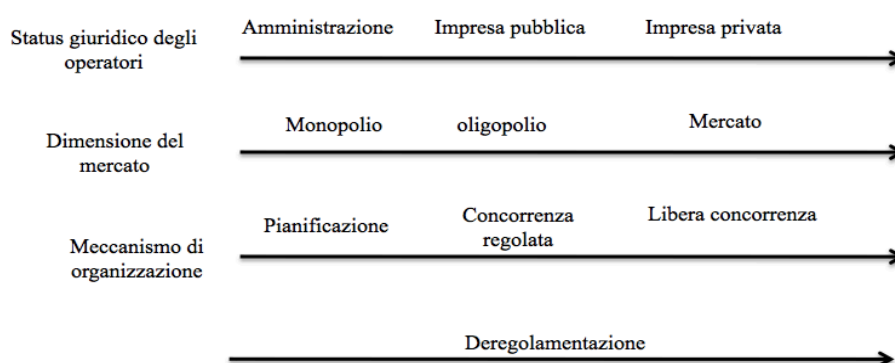 Status giuridico degli
operatori
Amministrazione Impresa pubblica Impresa privata
Dimensione del
mercato
Monopolio oligopolio Mercato
Meccanismo di
organizzazione
Pianificazione Concorrenza
regolata Libera concorrenza
Deregolamentazione